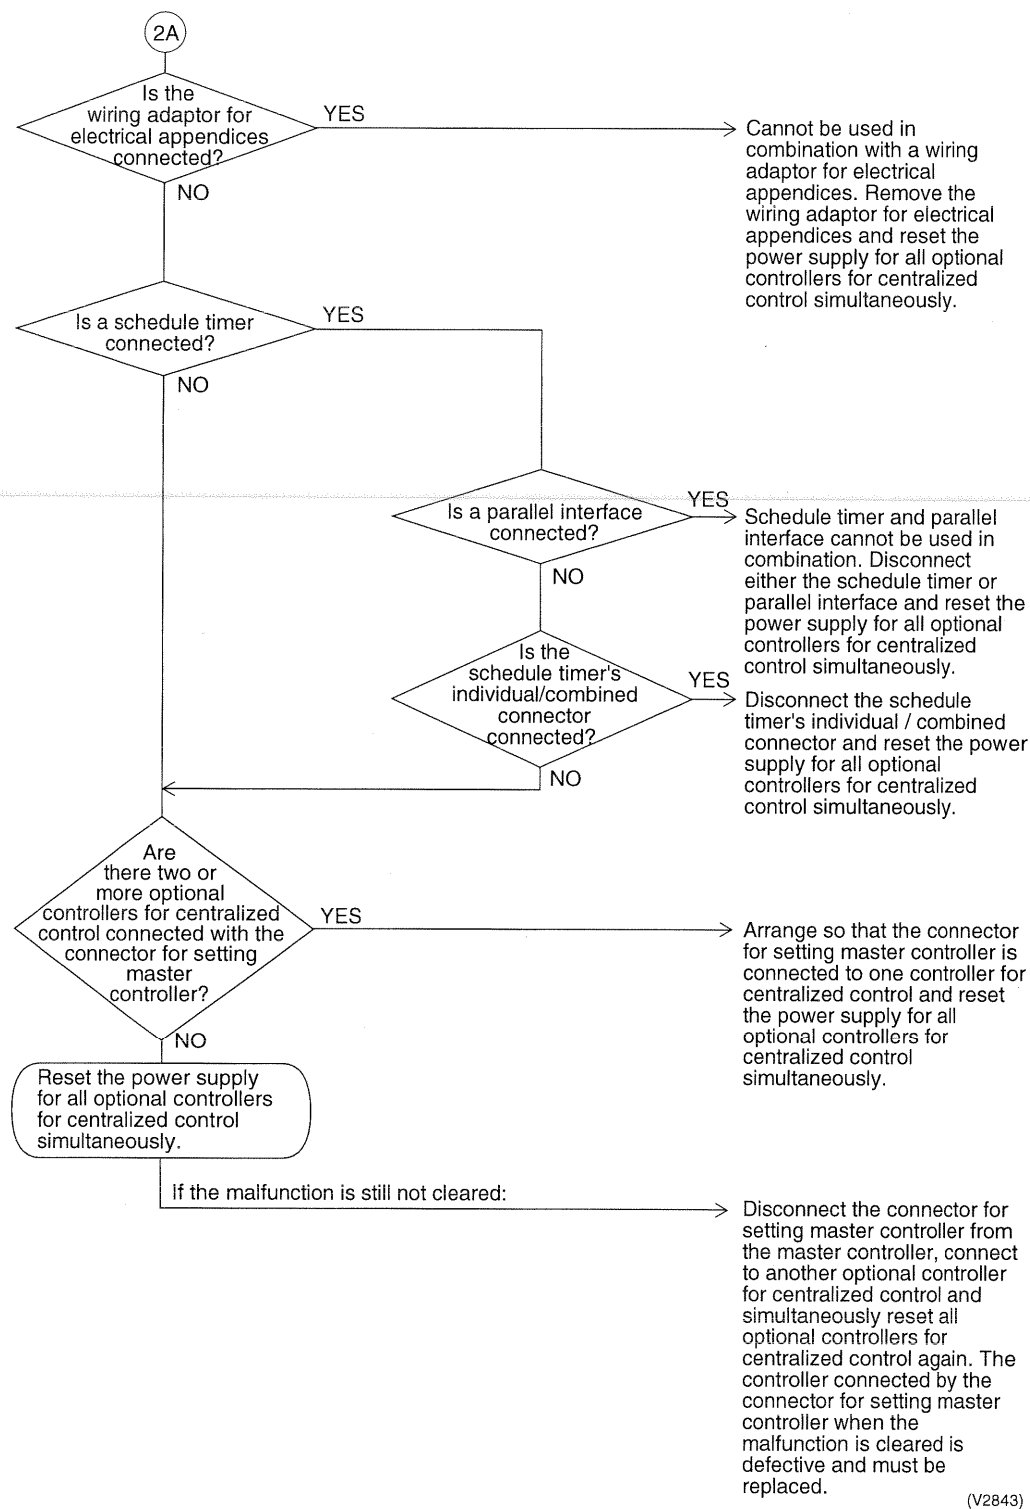 2A
Is the
wiring adaptor for
electrical appendices
connected?
YES
NO
Cannot be used in
combination with a wiring
adaptor for electrical
appendices. Remove the
wiring adaptor for electrical
appendices and reset the
power supply for all optional
controllers for centralized
control simultaneously.
Is a schedule timer
connected?
YES
NO
Is a parallel interface
connected?
YES
NO
Schedule timer and parallel
interface cannot be used in
combination. Disconnect
either the schedule timer or
parallel interface and reset the
power supply for all optional
controllers for centralized
control simultaneously.
Is the
schedule timer's
individual/combined
connector
connected?
YES
NO
Disconnect the schedule
timer's individual / combined
connector and reset the power
supply for all optional
controllers for centralized
control simultaneously.
Are
there two or
more optional
controllers for centralized
control connected with the
connector for setting
master
controller?
YES
NO
Arrange so that the connector
for setting master controller is
connected to one controller for
centralized control and reset
the power supply for all
optional controllers for
centralized control
simultaneously.
Reset the power supply
for all optional controllers
for centralized control
simultaneously.
If the malfunction is still not cleared:
Disconnect the connector for
setting master controller from
the master controller, connect
to another optional controller
for centralized control and
simultaneously reset all
optional controllers for
centralized control again. The
controller connected by the
connector for setting master
controller when the
malfunction is cleared is
defective and must be
replaced.
(V2843)